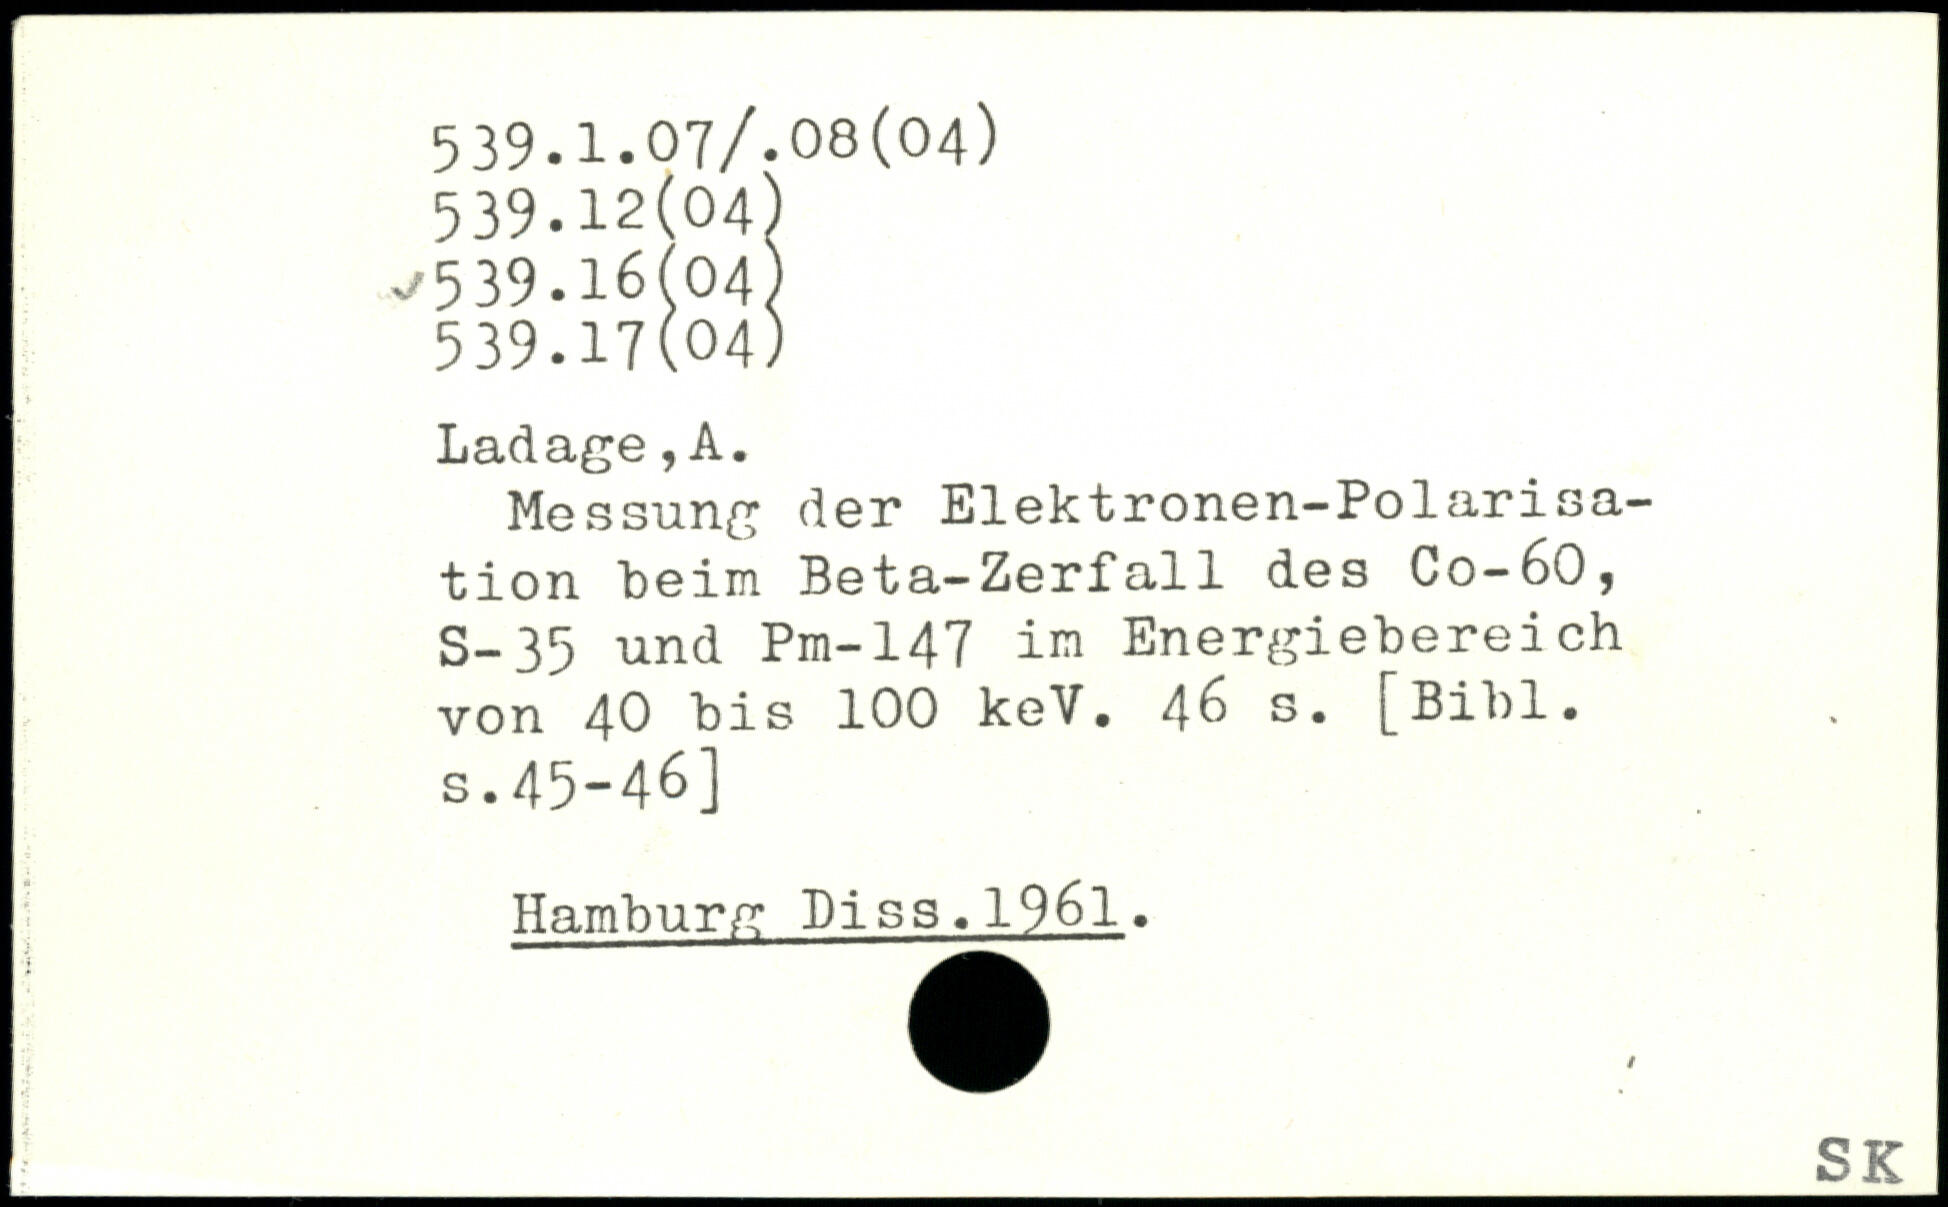 539.1.07/.08(04)
539.12(04)
✓539.16(04)
539.17(04)
Ladage,A.
Messung der Elektronen-Polarisa-
tion beim Beta-Zerfall des Co-60,
S-35 und Pm-147 im Energiebereich
von 40 bis 100 keV. 46 s. [Bibl.
s.45-46]
Hamburg Diss.1961.
SK